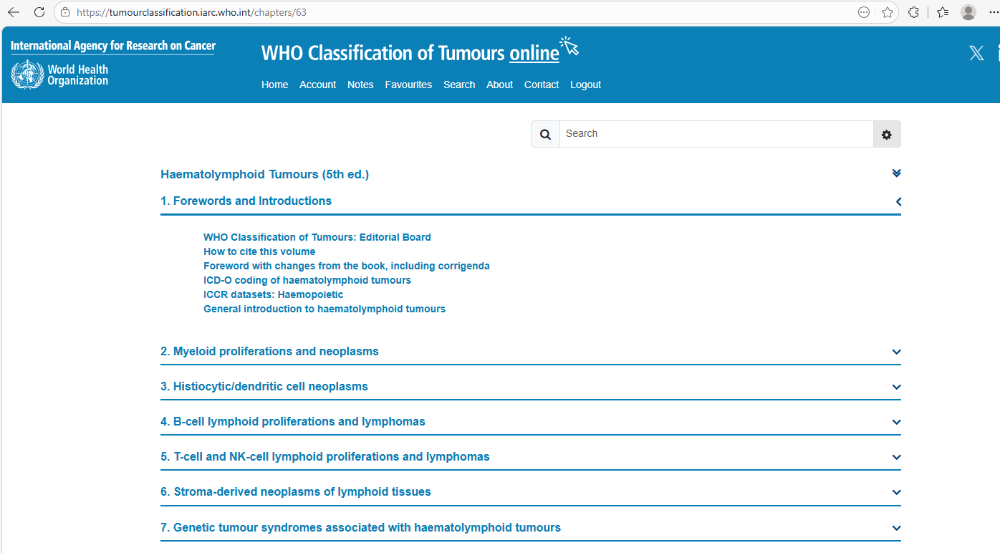 https://tumourclassification.iarc.who.int/chapters/63
International Agency for Research on Cancer
World Health
Organization
WHO Classification of Tumours online
Home Account Notes Favourites Search About Contact Logout
Search
Haematolymphoid Tumours (5th ed.)
1. Forewords and Introductions
WHO Classification of Tumours: Editorial Board
How to cite this volume
Foreword with changes from the book, including corrigenda
ICD-O coding of haematolymphoid tumours
ICCR datasets: Haemopoietic
General introduction to haematolymphoid tumours
2. Myeloid proliferations and neoplasms
3. Histiocytic/dendritic cell neoplasms
4. B-cell lymphoid proliferations and lymphomas
5. T-cell and NK-cell lymphoid proliferations and lymphomas
6. Stroma-derived neoplasms of lymphoid tissues
7. Genetic tumour syndromes associated with haematolymphoid tumours